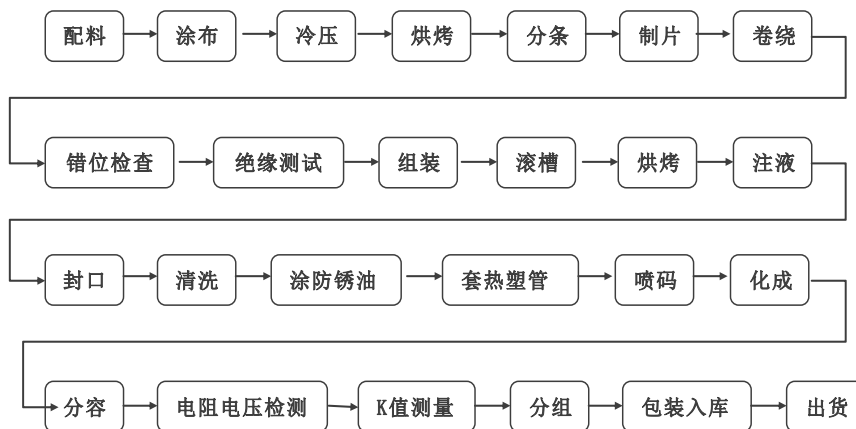 配料 涂布 冷压 烘烤 分条 制片 卷绕
错位检查 绝缘测试 组装 滚槽 烘烤 注液
封口 清洗 涂防锈油 套热塑管 喷码 化成
分容 电阻电压检测 K值测量 分组 包装入库 出货